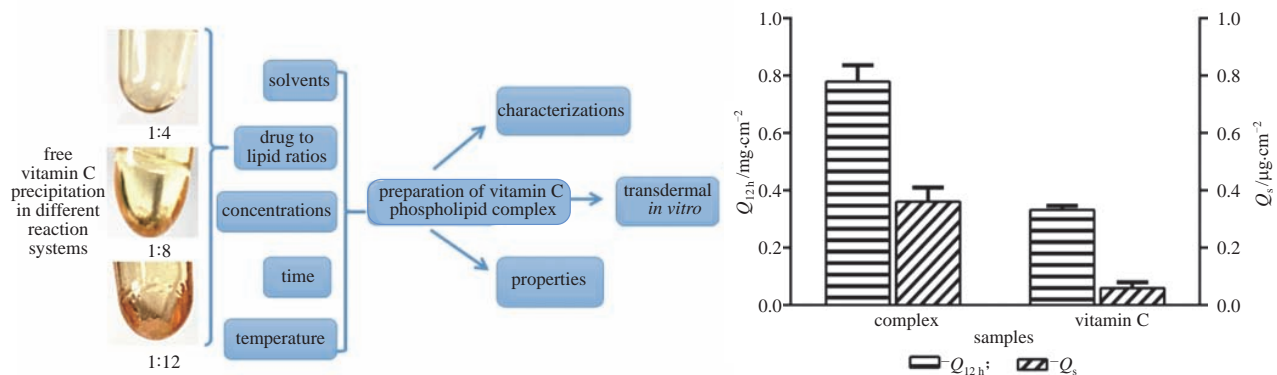 free
vitamin C
precipitation
in different
reaction
systems
1:4
1:8
1:12
solvents
drug to
lipid ratios
concentrations
time
temperature
preparation of vitamin C
phospholipid complex
characterizations
transdermal
in vitro
properties
Q12 h/mg·cm−2
1.0
0.8
0.6
0.4
0.2
0.0
complex
vitamin C
samples
1.0
0.8
0.6
0.4
0.2
0.0
Qs/μg·cm−2
−Q12 h; −Qs